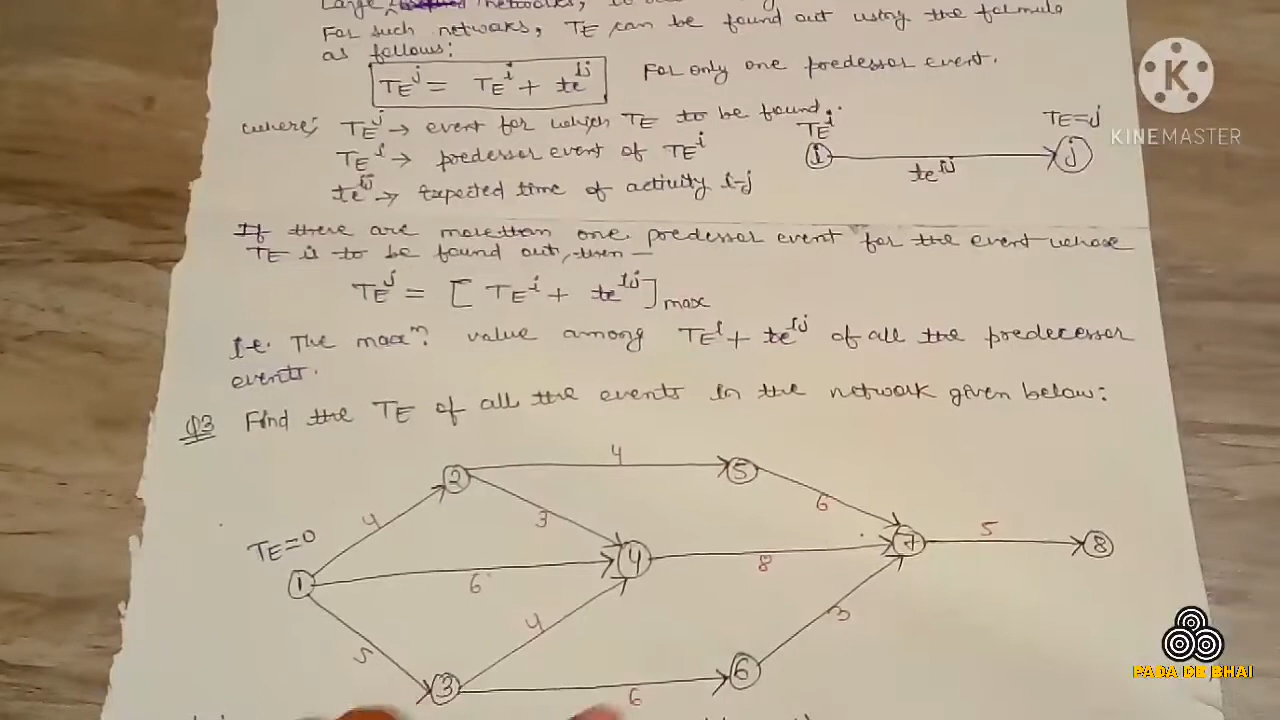 Large networks, to
For such networks, TE can be found out using the formula
as follows:
TE^j = TE^i + te^ij For only one predessor event.
where; TE^j → event for which TE to be found.
TE^i → predessor event of TE^j
te^ij → Expected time of activity i-j
TE^i
i
te^ij
TE=j
j
KINEMASTER
If there are more than one predessor event for the event whose
TE is to be found out, then —
TE^j = [ TE^i + te^ij ]max
i.e. The maxm value among TE^i + te^ij of all the predecessor
events.
Q3 Find the TE of all the events in the network given below:
4
2 5
4 3 6
TE=0
1 6 4 8 7 5 8
5 4 3
3 6 6